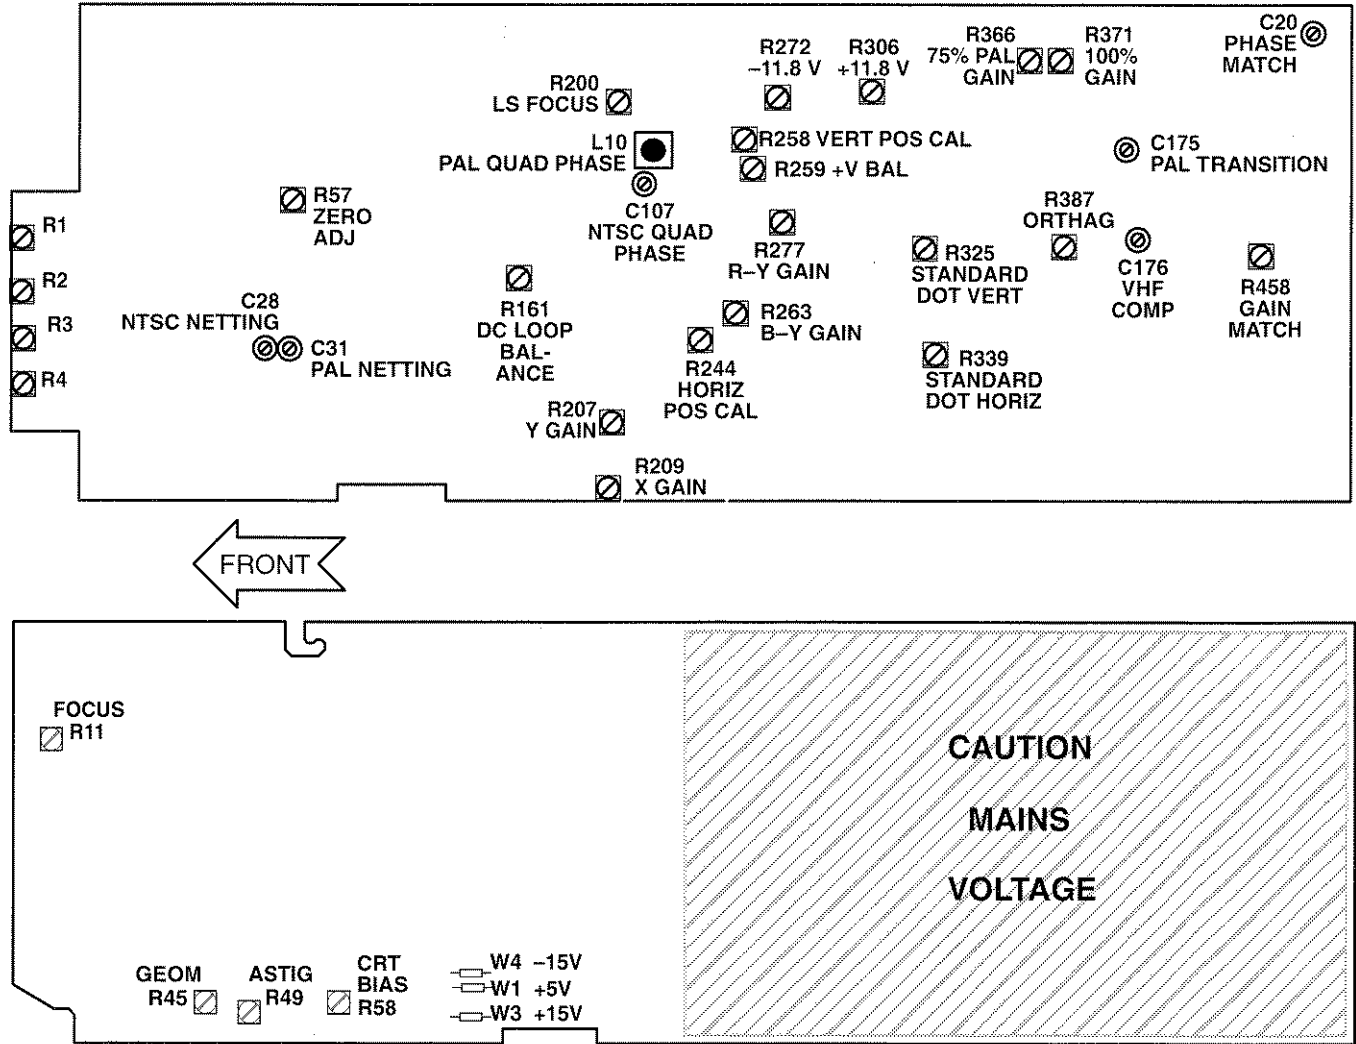 C20
PHASE
MATCH
R366
75% PAL
GAIN
R371
100%
GAIN
R272
–11.8 V
R306
+11.8 V
R200
LS FOCUS
L10
PAL QUAD PHASE
R258 VERT POS CAL
R259 +V BAL
C175
PAL TRANSITION
C107
NTSC QUAD
PHASE
R57
ZERO
ADJ
R1
R2
R3
R4
R387
ORTHAG
R277
R–Y GAIN
R325
STANDARD
DOT VERT
C176
VHF
COMP
R458
GAIN
MATCH
C28
NTSC NETTING
C31
PAL NETTING
R161
DC LOOP
BAL-
ANCE
R263
B–Y GAIN
R244
HORIZ
POS CAL
R339
STANDARD
DOT HORIZ
R207
Y GAIN
R209
X GAIN
FRONT
FOCUS
R11
CAUTION
MAINS
VOLTAGE
GEOM
R45
ASTIG
R49
CRT
BIAS
R58
W4 –15V
W1 +5V
W3 +15V